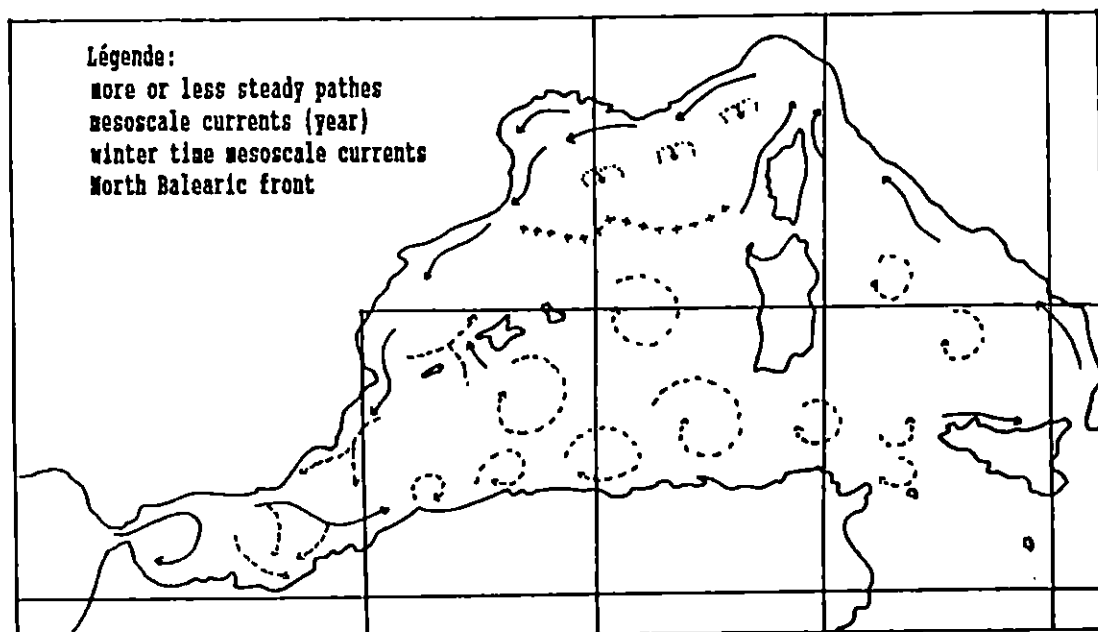 Légende:
more or less steady pathes
mesoscale currents (year)
winter time mesoscale currents
North Balearic front